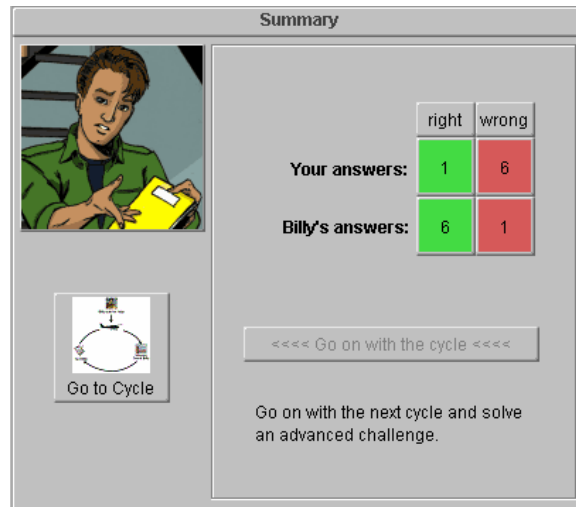 Summary
right wrong
Your answers: 1 6
Billy's answers: 6 1
<<<< Go on with the cycle <<<<
Go to Cycle
Go on with the next cycle and solve
an advanced challenge.